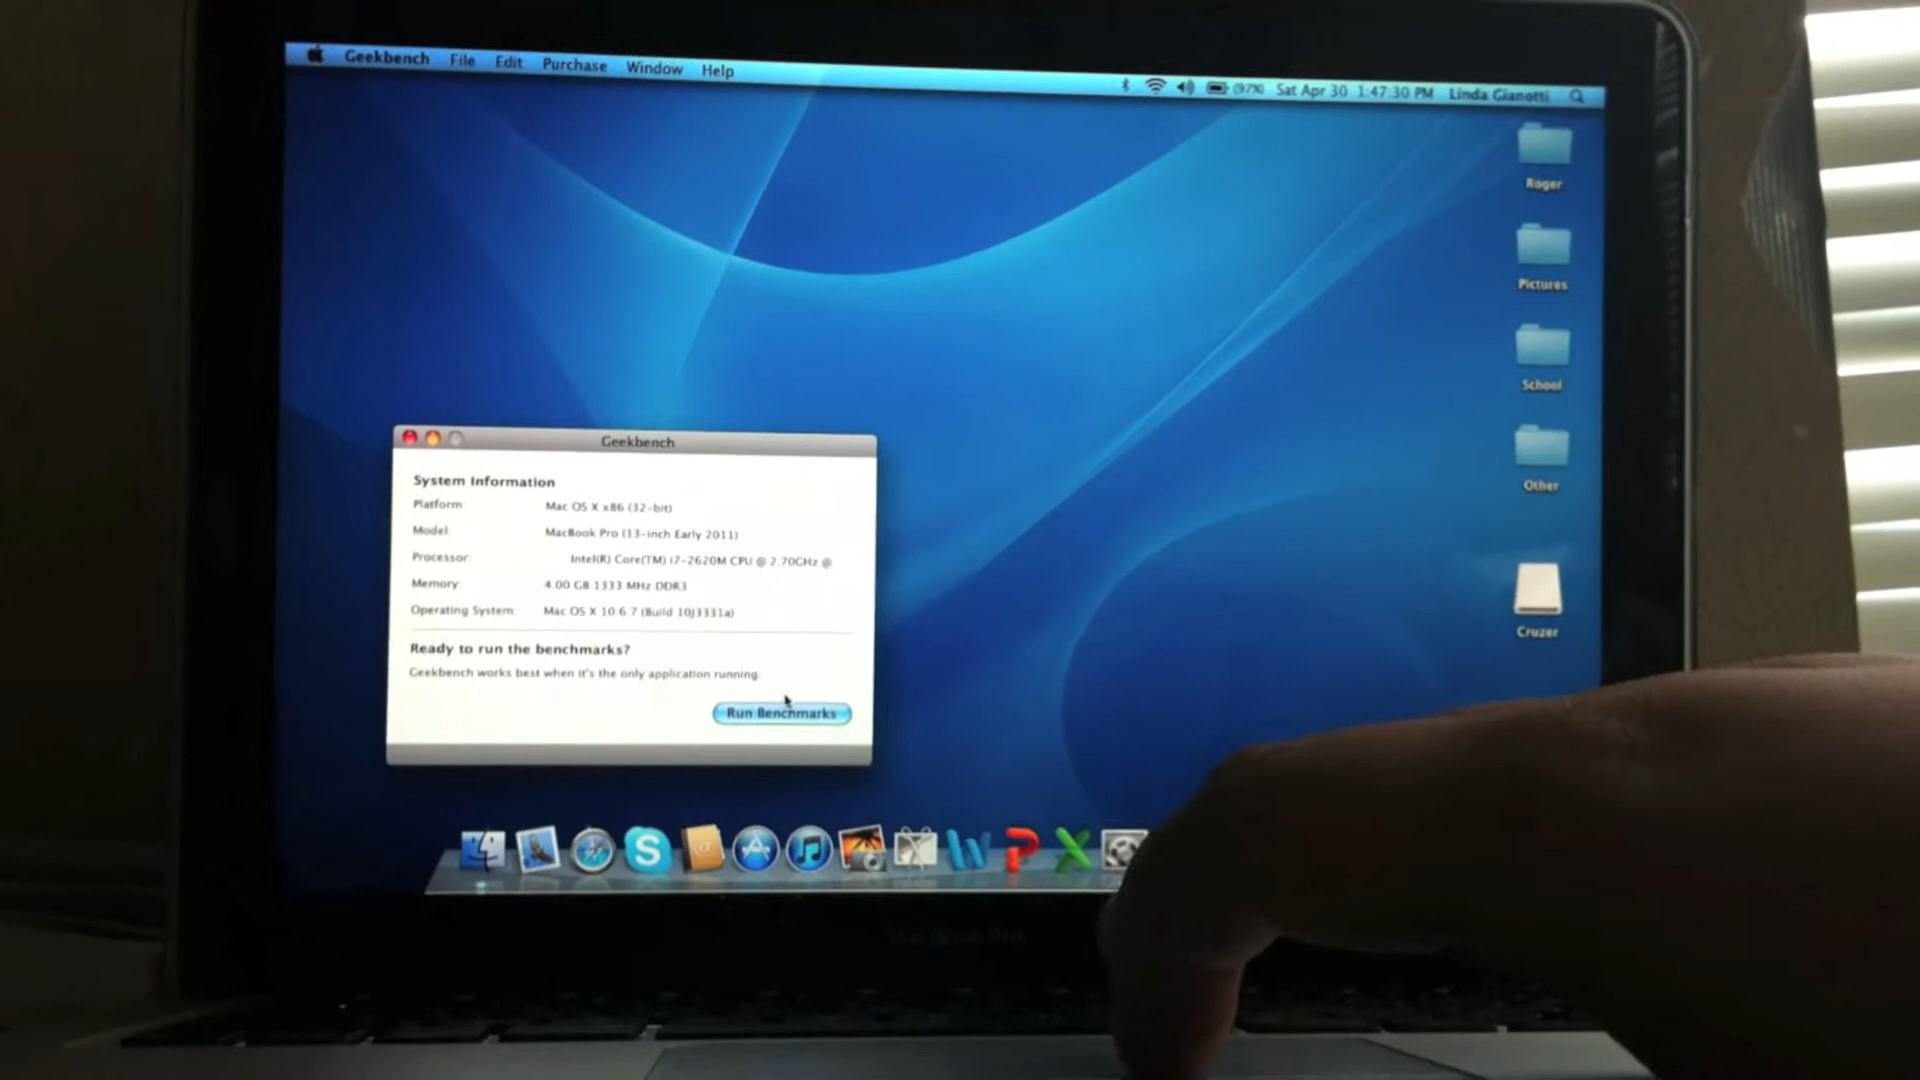 Geekbench File Edit Purchase Window Help
(97%) Sat Apr 30 1:47:30 PM Linda Gianotti
Roger
Pictures
School
Other
Cruzer
Geekbench
System Information
Platform: Mac OS X x86 (32-bit)
Model: MacBook Pro (13-inch Early 2011)
Processor: Intel(R) Core(TM) i7-2620M CPU @ 2.70GHz @
Memory: 4.00 GB 1333 MHz DDR3
Operating System: Mac OS X 10.6.7 (Build 10J3331a)
Ready to run the benchmarks?
Geekbench works best when it's the only application running.
Run Benchmarks
MacBook Pro